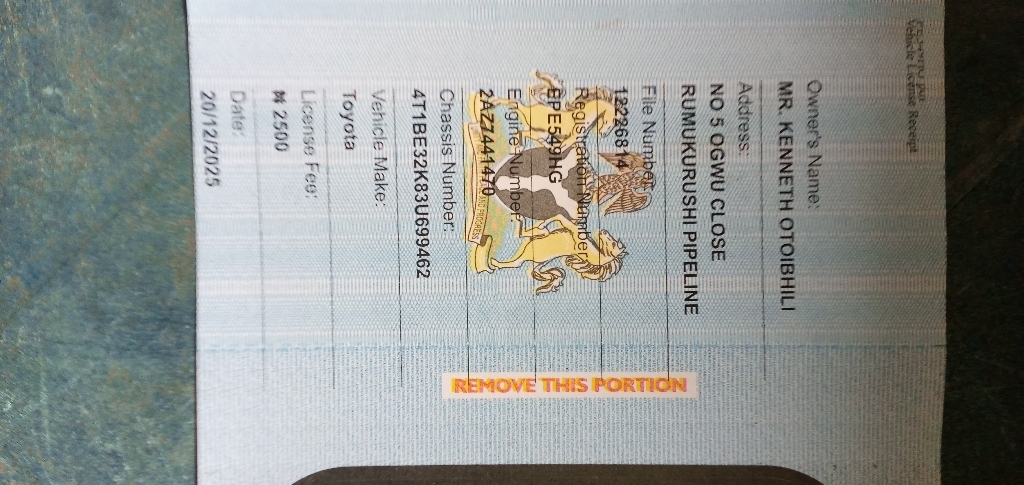 Vehicle License Receipt
Owner's Name:
MR. KENNETH OTOIBHILI
Address:
NO 5 OGWU CLOSE
RUMUKURUSHI PIPELINE
File Number:
12226814
Registration Number:
EPE549HG
Engine Number:
2AZ7441470
Chassis Number:
4T1BE32K83U699462
Vehicle Make:
Toyota
License Fee:
₦ 2500
Date:
20/12/2025
REMOVE THIS PORTION